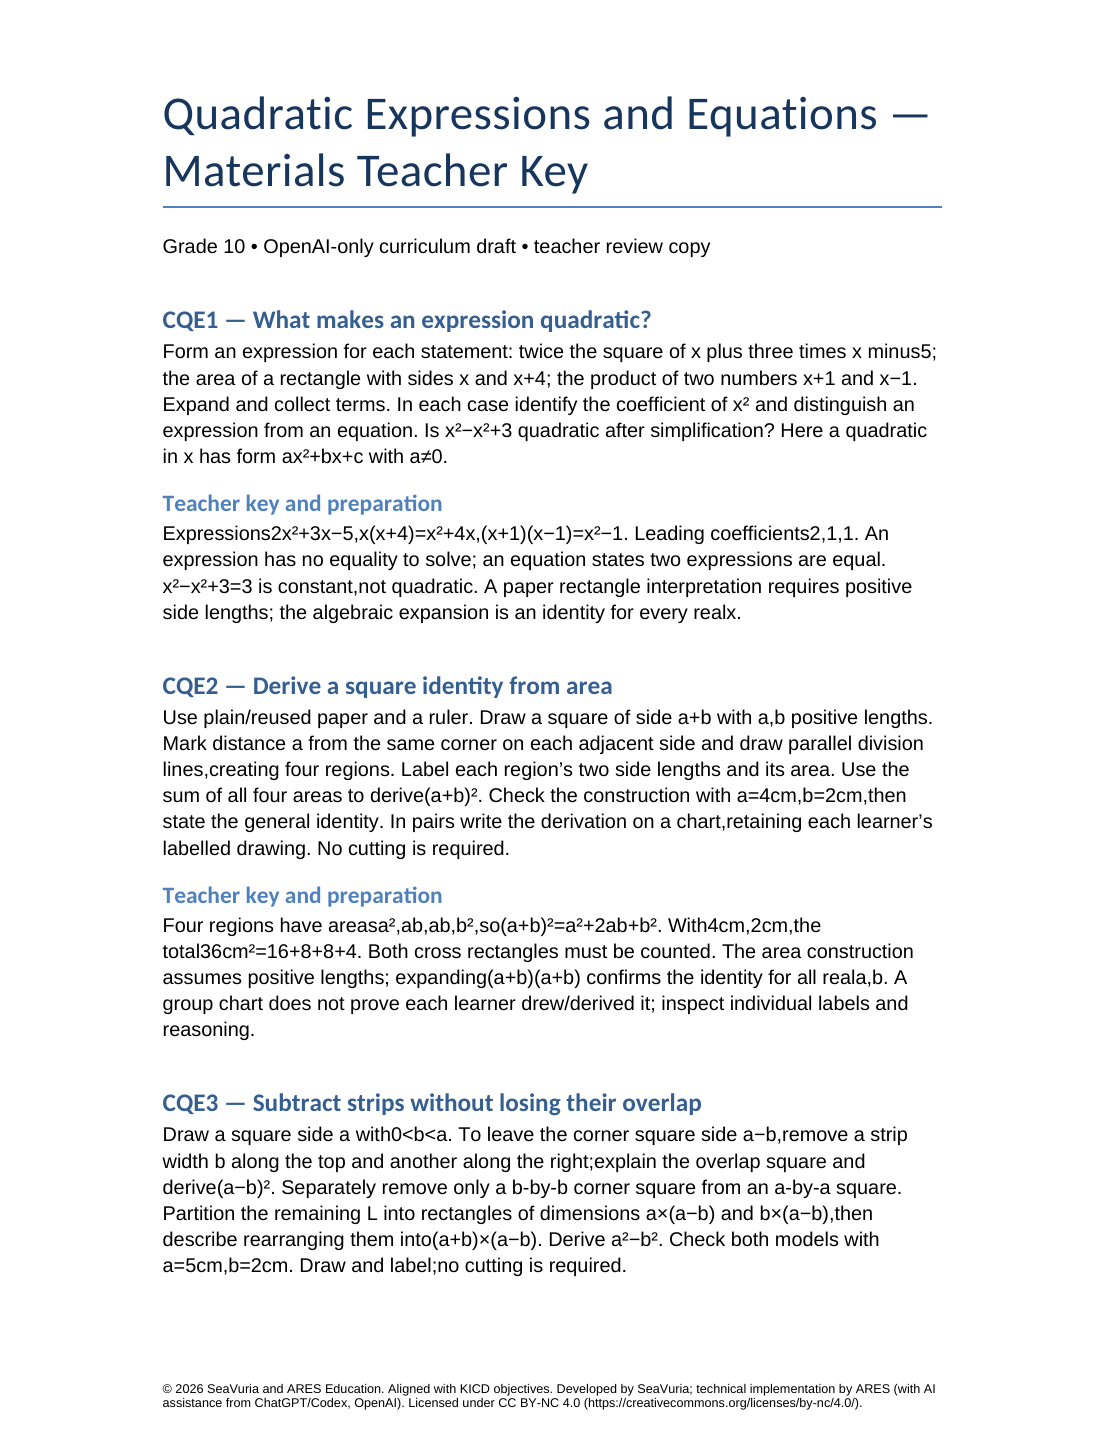 Quadratic Expressions and Equations —
Materials Teacher Key
Grade 10 • OpenAI-only curriculum draft • teacher review copy
CQE1 — What makes an expression quadratic?
Form an expression for each statement: twice the square of x plus three times x minus5;
the area of a rectangle with sides x and x+4; the product of two numbers x+1 and x−1.
Expand and collect terms. In each case identify the coefficient of x² and distinguish an
expression from an equation. Is x²−x²+3 quadratic after simplification? Here a quadratic
in x has form ax²+bx+c with a≠0.
Teacher key and preparation
Expressions2x²+3x−5,x(x+4)=x²+4x,(x+1)(x−1)=x²−1. Leading coefficients2,1,1. An
expression has no equality to solve; an equation states two expressions are equal.
x²−x²+3=3 is constant,not quadratic. A paper rectangle interpretation requires positive
side lengths; the algebraic expansion is an identity for every realx.
CQE2 — Derive a square identity from area
Use plain/reused paper and a ruler. Draw a square of side a+b with a,b positive lengths.
Mark distance a from the same corner on each adjacent side and draw parallel division
lines,creating four regions. Label each region’s two side lengths and its area. Use the
sum of all four areas to derive(a+b)². Check the construction with a=4cm,b=2cm,then
state the general identity. In pairs write the derivation on a chart,retaining each learner’s
labelled drawing. No cutting is required.
Teacher key and preparation
Four regions have areasa²,ab,ab,b²,so(a+b)²=a²+2ab+b². With4cm,2cm,the
total36cm²=16+8+8+4. Both cross rectangles must be counted. The area construction
assumes positive lengths; expanding(a+b)(a+b) confirms the identity for all reala,b. A
group chart does not prove each learner drew/derived it; inspect individual labels and
reasoning.
CQE3 — Subtract strips without losing their overlap
Draw a square side a with0<b<a. To leave the corner square side a−b,remove a strip
width b along the top and another along the right;explain the overlap square and
derive(a−b)². Separately remove only a b-by-b corner square from an a-by-a square.
Partition the remaining L into rectangles of dimensions a×(a−b) and b×(a−b),then
describe rearranging them into(a+b)×(a−b). Derive a²−b². Check both models with
a=5cm,b=2cm. Draw and label;no cutting is required.
© 2026 SeaVuria and ARES Education. Aligned with KICD objectives. Developed by SeaVuria; technical implementation by ARES (with AI
assistance from ChatGPT/Codex, OpenAI). Licensed under CC BY-NC 4.0 (https://creativecommons.org/licenses/by-nc/4.0/).